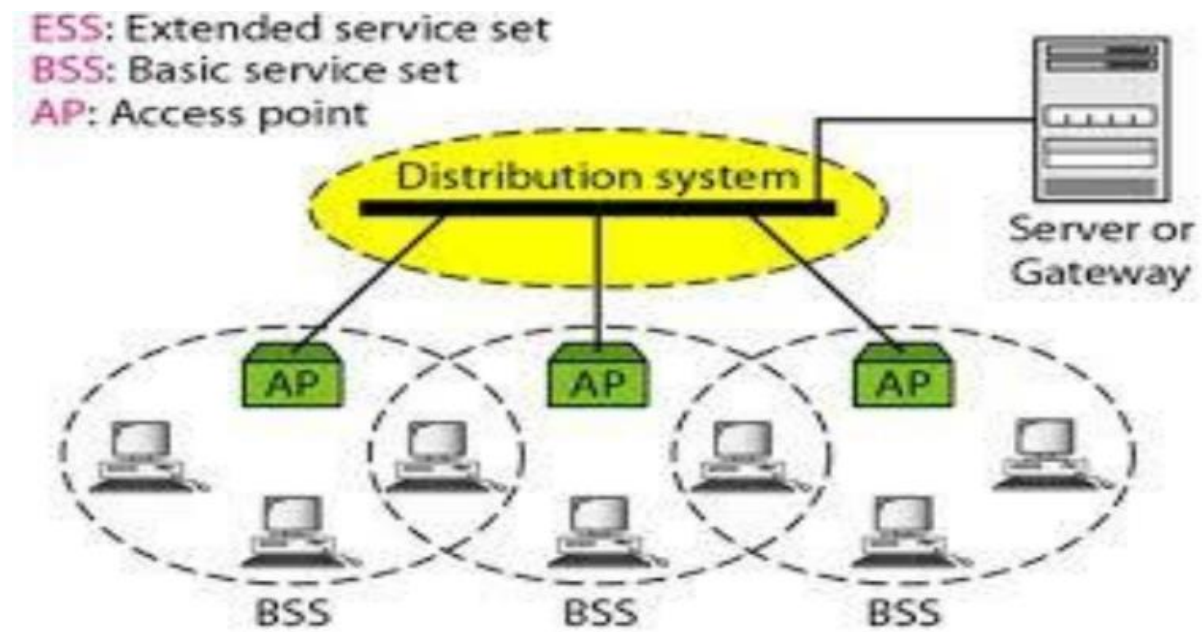 ESS: Extended service set
BSS: Basic service set
AP: Access point
Distribution system
Server or
Gateway
AP
AP
AP
BSS
BSS
BSS